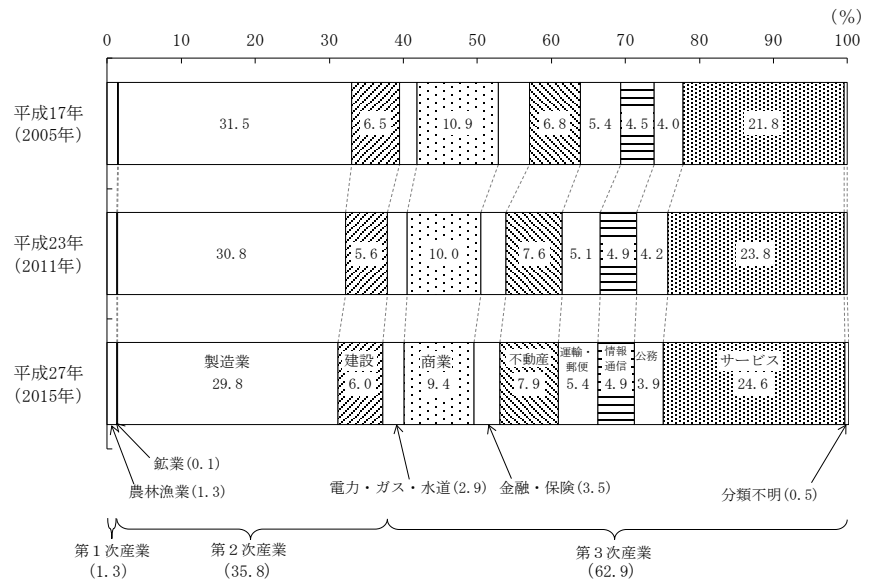 (%)
0 10 20 30 40 50 60 70 80 90 100
平成17年
(2005年)
31.5 6.5 10.9 6.8 5.4 4.5 4.0 21.8
平成23年
(2011年)
30.8 5.6 10.0 7.6 5.1 4.9 4.2 23.8
平成27年
(2015年)
製造業
29.8
建設
6.0
商業
9.4
不動産
7.9
運輸・
郵便
5.4
情報
通信
4.9
公務
3.9
サービス
24.6
鉱業(0.1)
農林漁業(1.3)
電力・ガス・水道(2.9)
金融・保険(3.5)
分類不明(0.5)
第1次産業
(1.3)
第2次産業
(35.8)
第3次産業
(62.9)